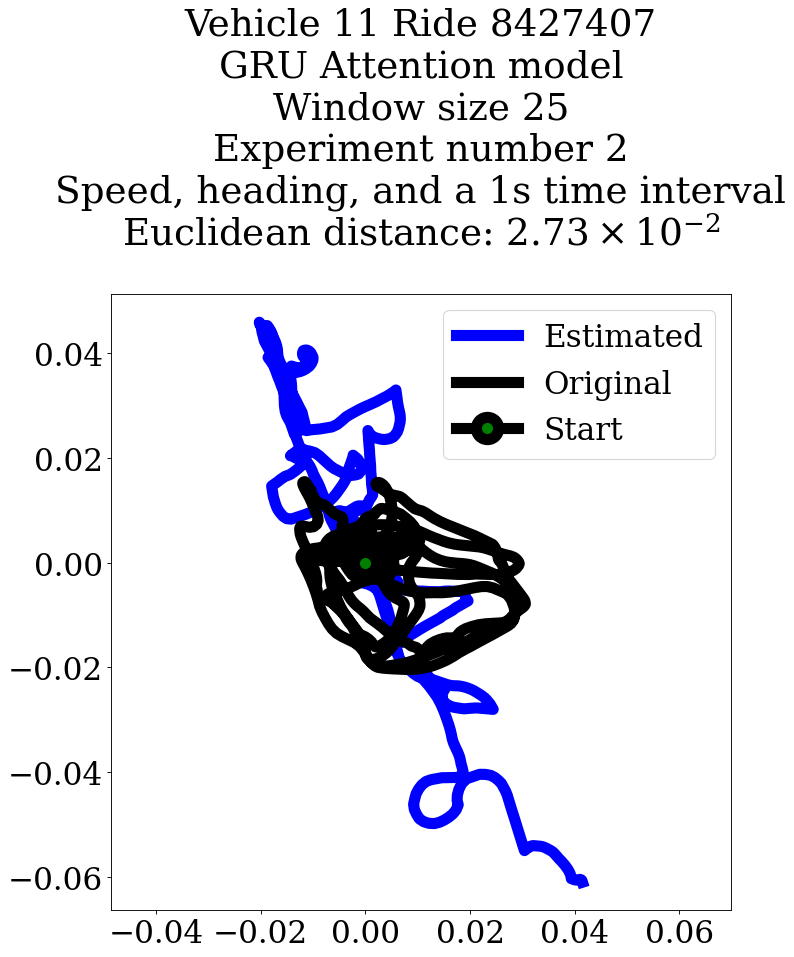 Vehicle 11 Ride 8427407
GRU Attention model
Window size 25
Experiment number 2
Speed, heading, and a 1s time interval
Euclidean distance: 2.73 × 10⁻²
Estimated
Original
Start
0.04
0.02
0.00
−0.02
−0.04
−0.06
−0.04 −0.02 0.00 0.02 0.04 0.06